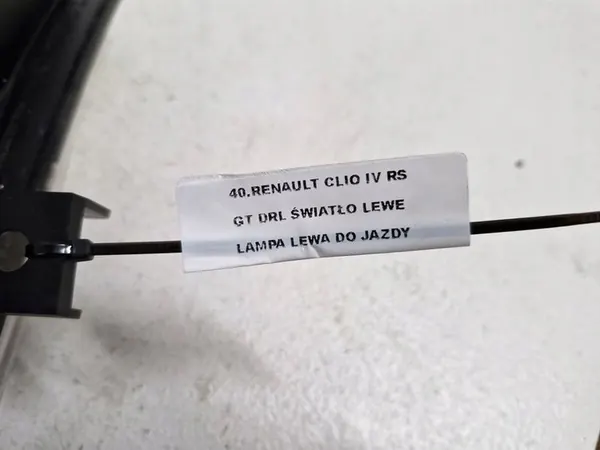 40.RENAULT CLIO IV RS
GT DRL ŚWIATŁO LEWE
LAMPA LEWA DO JAZDY